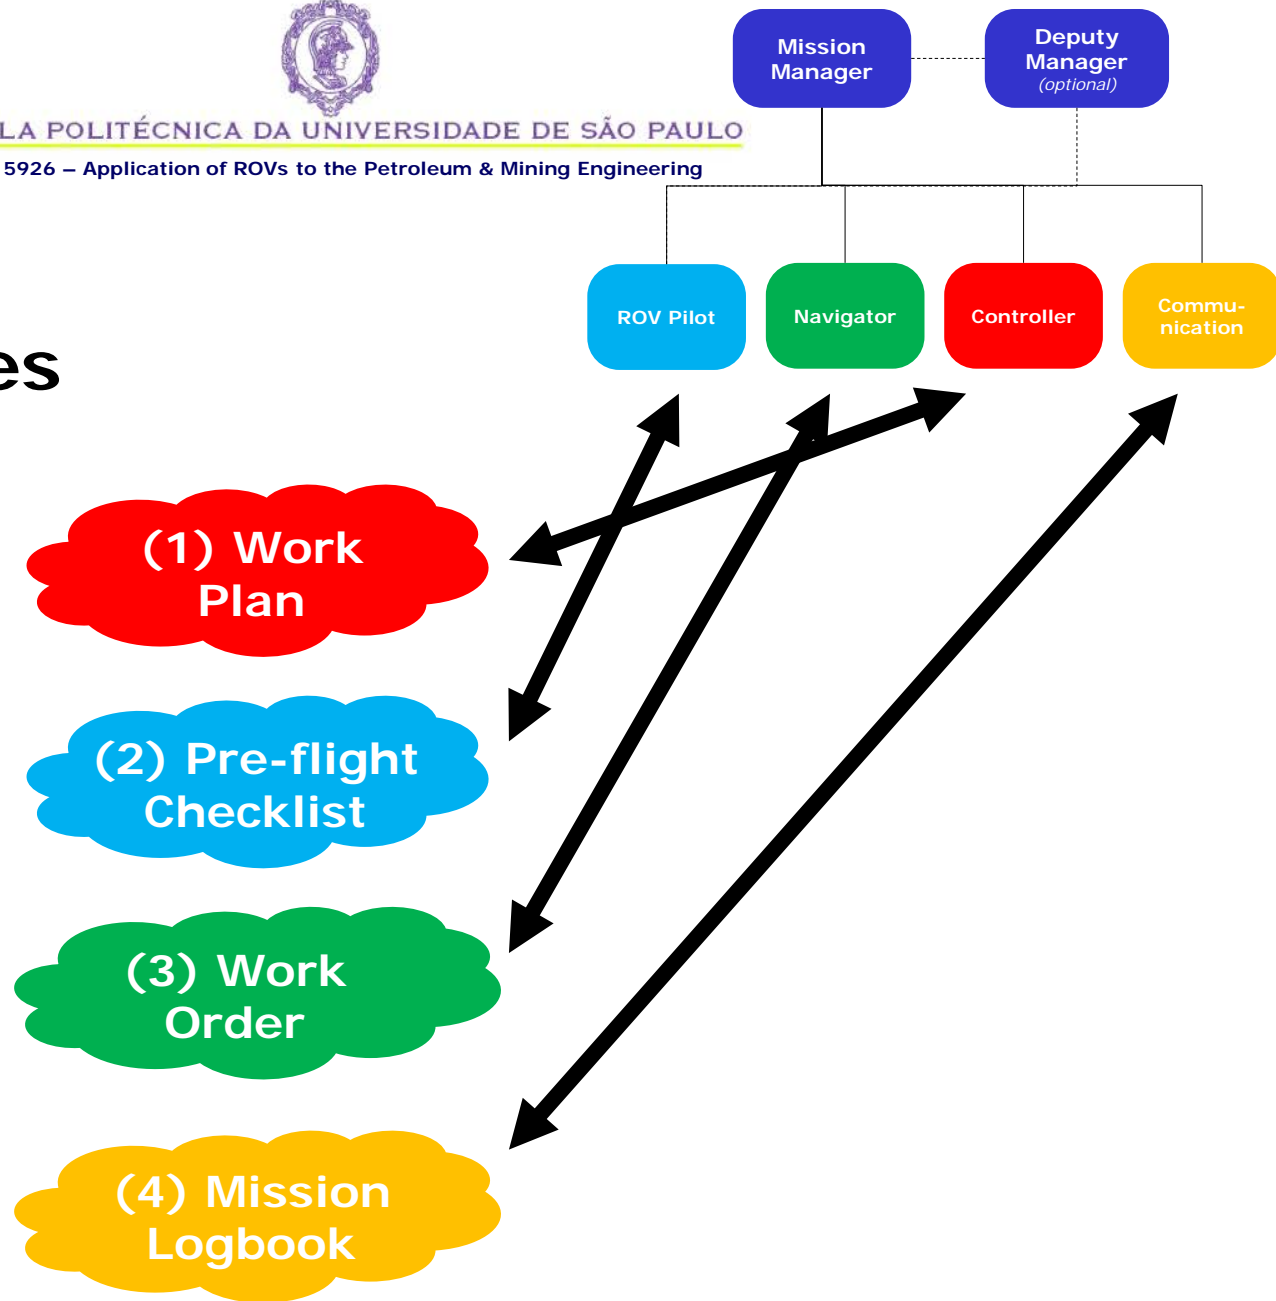 LA POLITÉCNICA DA UNIVERSIDADE DE SÃO PAULO
5926 – Application of ROVs to the Petroleum & Mining Engineering
Mission
Manager
Deputy
Manager
(optional)
ROV Pilot
Navigator
Controller
Commu-
nication
es
(1) Work
Plan
(2) Pre-flight
Checklist
(3) Work
Order
(4) Mission
Logbook